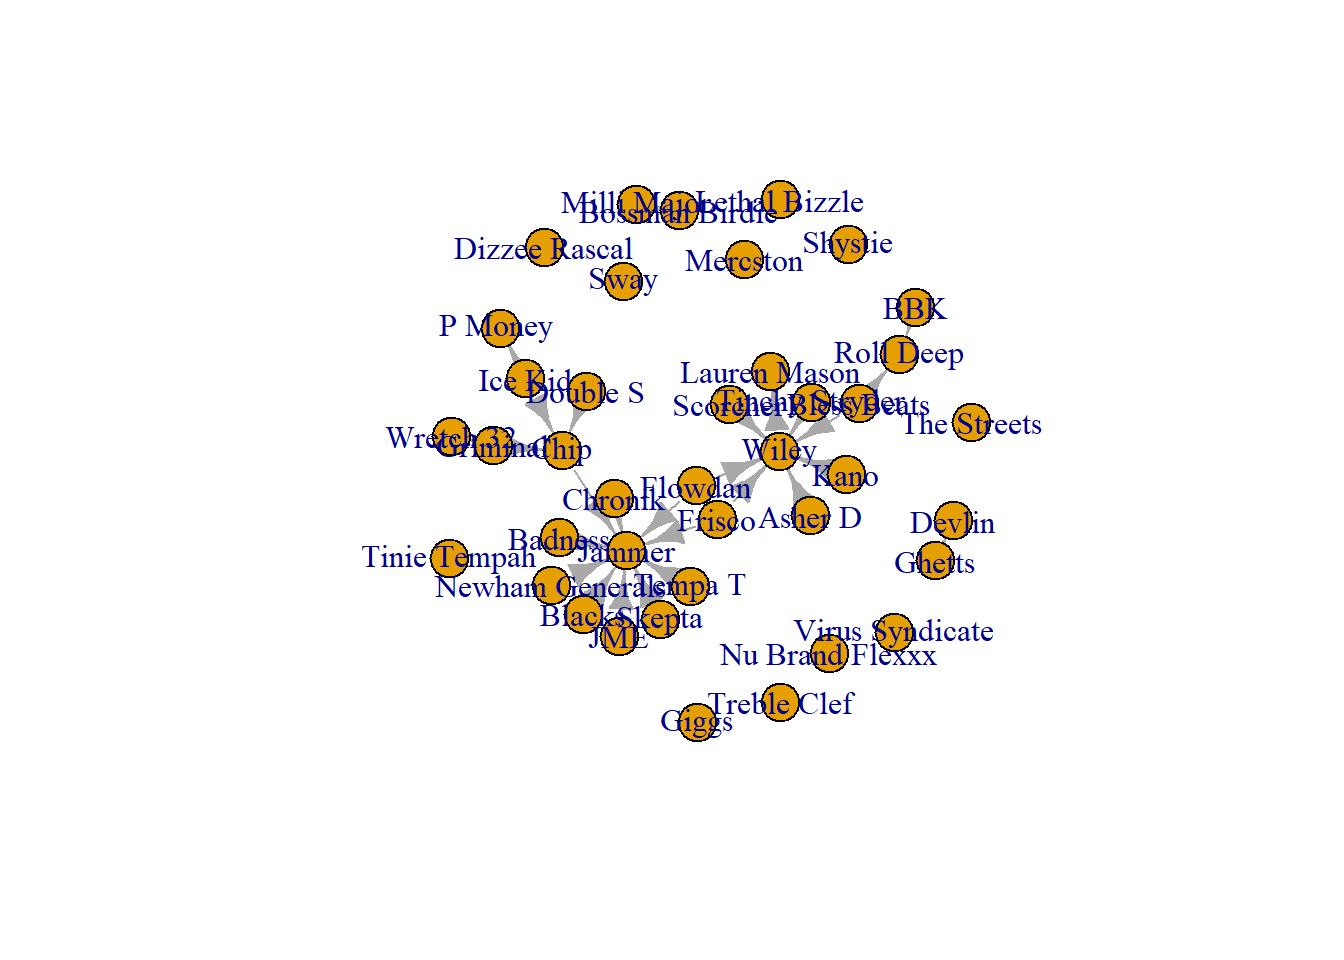 Milli Major
Lethal Bizzle
Bossman Birdie
Dizzee Rascal
Shystie
Mercston
Sway
BBK
P Money
Roll Deep
Lauren Mason
Ice Kid
Double S
Tinchy Stryder
Scorcher
Bless Beats
The Streets
Wretch 32
Griminal
Chip
Wiley
Kano
Flowdan
Chronik
Frisco
Asher D
Devlin
Badness
Jammer
Tinie Tempah
Ghetts
Newham Generals
Tempa T
Blacks
Skepta
JME
Virus Syndicate
Nu Brand Flexxx
Treble Clef
Giggs